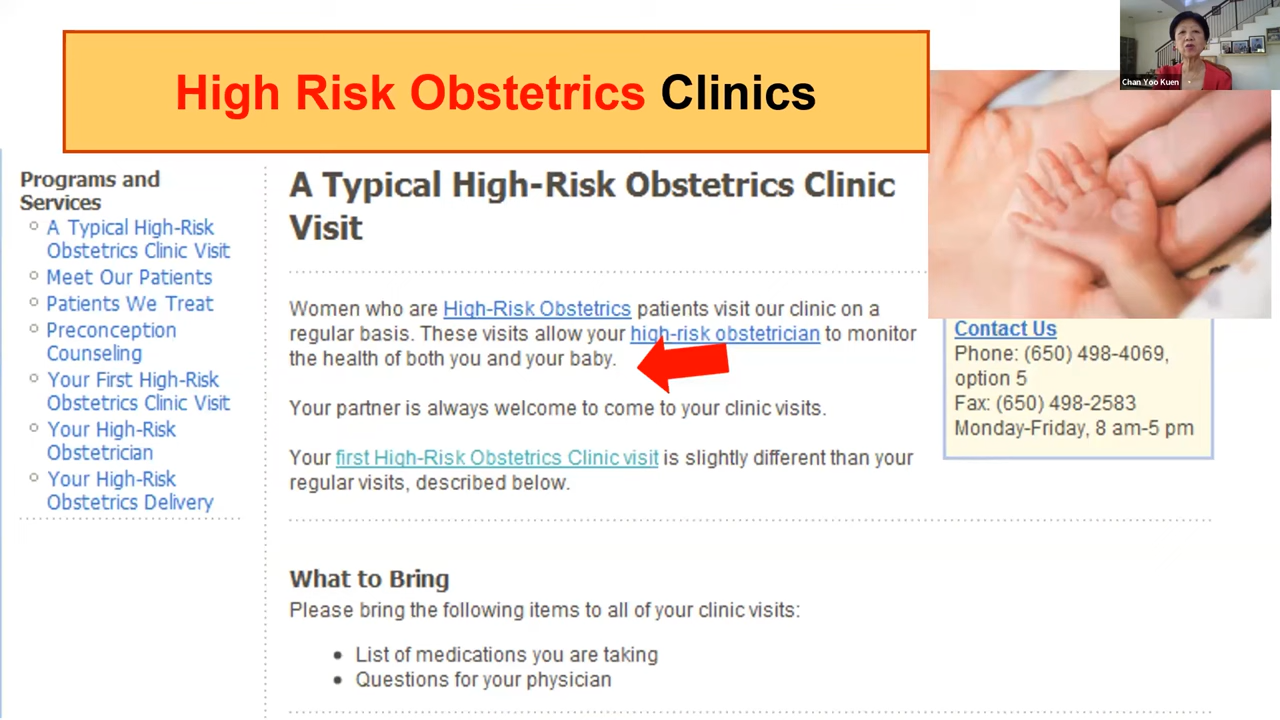 High Risk Obstetrics Clinics
Chan Yoo Kuen
Programs and
Services
A Typical High-Risk
Obstetrics Clinic Visit
Meet Our Patients
Patients We Treat
Preconception
Counseling
Your First High-Risk
Obstetrics Clinic Visit
Your High-Risk
Obstetrician
Your High-Risk
Obstetrics Delivery
A Typical High-Risk Obstetrics Clinic
Visit
Women who are High-Risk Obstetrics patients visit our clinic on a
regular basis. These visits allow your high-risk obstetrician to monitor
the health of both you and your baby.
Your partner is always welcome to come to your clinic visits.
Your first High-Risk Obstetrics Clinic visit is slightly different than your
regular visits, described below.
What to Bring
Please bring the following items to all of your clinic visits:
• List of medications you are taking
• Questions for your physician
Contact Us
Phone: (650) 498-4069,
option 5
Fax: (650) 498-2583
Monday-Friday, 8 am-5 pm